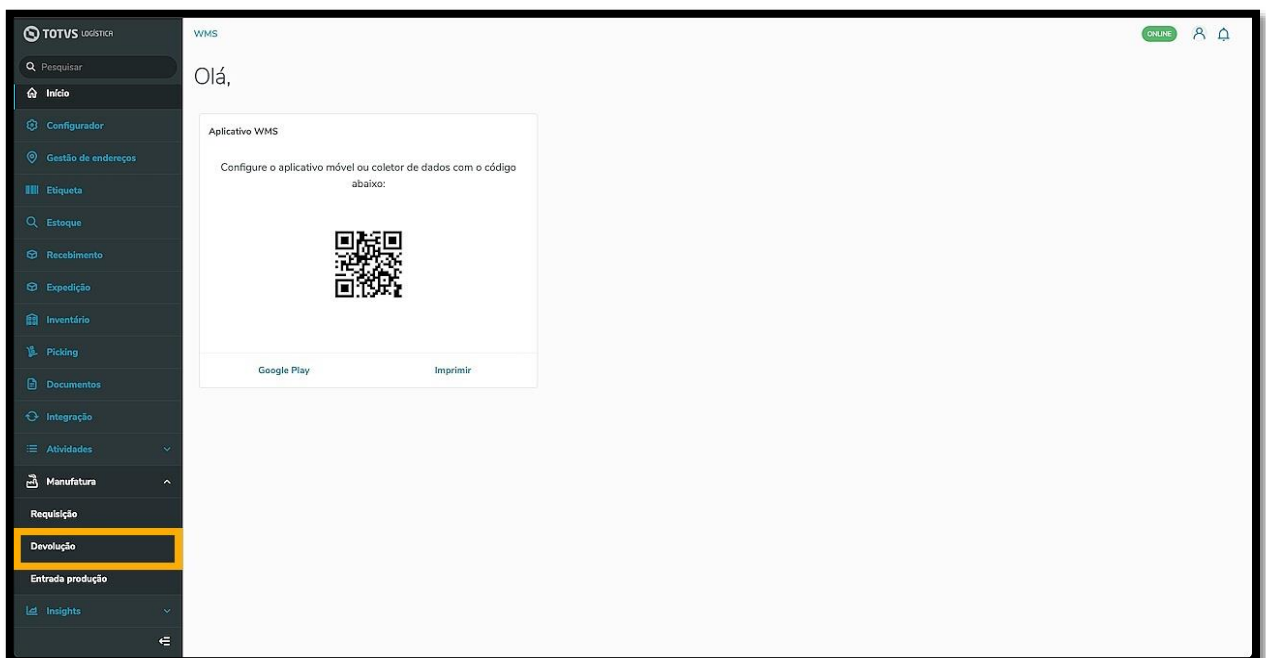 TOTVS LOGÍSTICA
Pesquisar
Início
Configurador
Gestão de endereços
Etiqueta
Estoque
Recebimento
Expedição
Inventário
Picking
Documentos
Integração
Atividades
Manufatura
Requisição
Devolução
Entrada produção
Insights
WMS
ONLINE
Olá,
Aplicativo WMS
Configure o aplicativo móvel ou coletor de dados com o código
abaixo:
Google Play
Imprimir